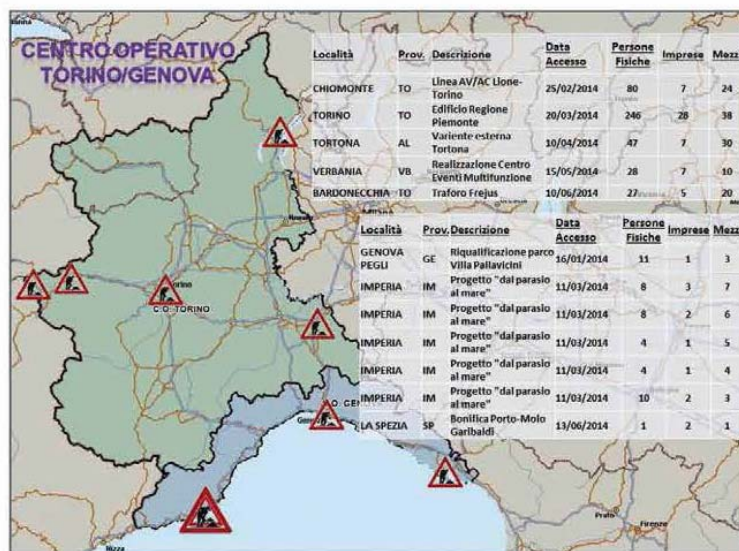 CENTRO OPERATIVO
TORINO/GENOVA
Località Prov. Descrizione Data Accesso Persone Fisiche Imprese Mezz
CHIOMONTE TO Linea AV/AC Lione-Torino 25/02/2014 80 7 24
TORINO TO Edificio Regione Piemonte 20/03/2014 246 28 38
TORTONA AL Variente esterna Tortona 10/04/2014 47 7 30
VERBANIA VB Realizzazione Centro Eventi Multifunzione 15/05/2014 28 7 10
BARDONECCHIA TO Traforo Frejus 10/06/2014 27 5 20
Località Prov. Descrizione Data Accesso Persone Fisiche Imprese Mezz
GENOVA PEGLI GE Riqualificazione parco Villa Pallavicini 16/01/2014 11 1 3
IMPERIA IM Progetto "dal parasio al mare" 11/03/2014 8 3 7
IMPERIA IM Progetto "dal parasio al mare" 11/03/2014 8 2 6
IMPERIA IM Progetto "dal parasio al mare" 11/03/2014 4 1 5
IMPERIA IM Progetto "dal parasio al mare" 11/03/2014 4 1 4
IMPERIA IM Progetto "dal parasio al mare" 11/03/2014 10 2 3
LA SPEZIA SP Bonifica Porto-Molo Garibaldi 13/06/2014 1 2 1
C.O. TORINO
Prato
Firenze
Nizza